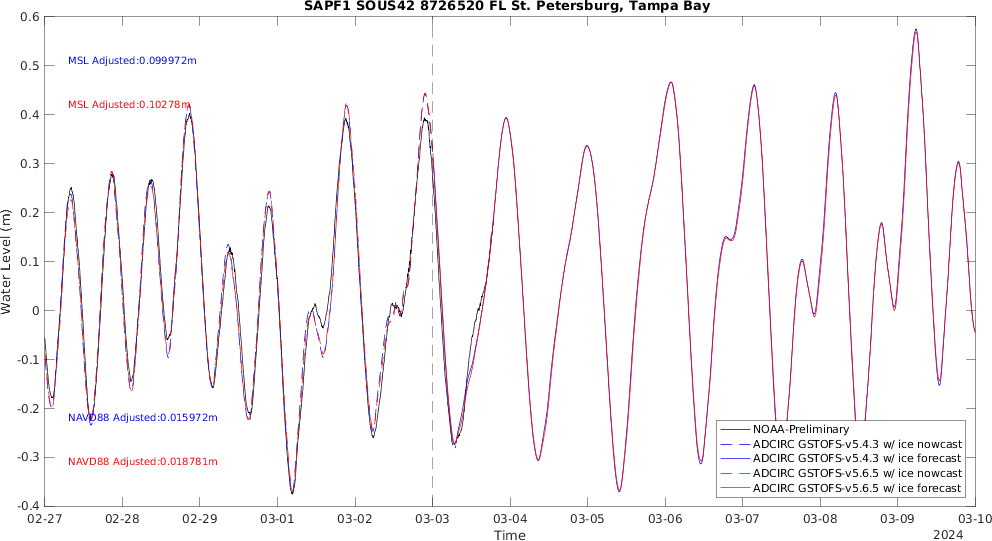 SAPF1 SOUS42 8726520 FL St. Petersburg, Tampa Bay
0.6
0.5
0.4
0.3
0.2
0.1
0
-0.1
-0.2
-0.3
-0.4
Water Level (m)
MSL Adjusted:0.099972m
MSL Adjusted:0.10278m
NAVD88 Adjusted:0.015972m
NAVD88 Adjusted:0.018781m
NOAA-Preliminary
ADCIRC GSTOFS-v5.4.3 w/ ice nowcast
ADCIRC GSTOFS-v5.4.3 w/ ice forecast
ADCIRC GSTOFS-v5.6.5 w/ ice nowcast
ADCIRC GSTOFS-v5.6.5 w/ ice forecast
02-27 02-28 02-29 03-01 03-02 03-03 03-04 03-05 03-06 03-07 03-08 03-09 03-10
Time
2024